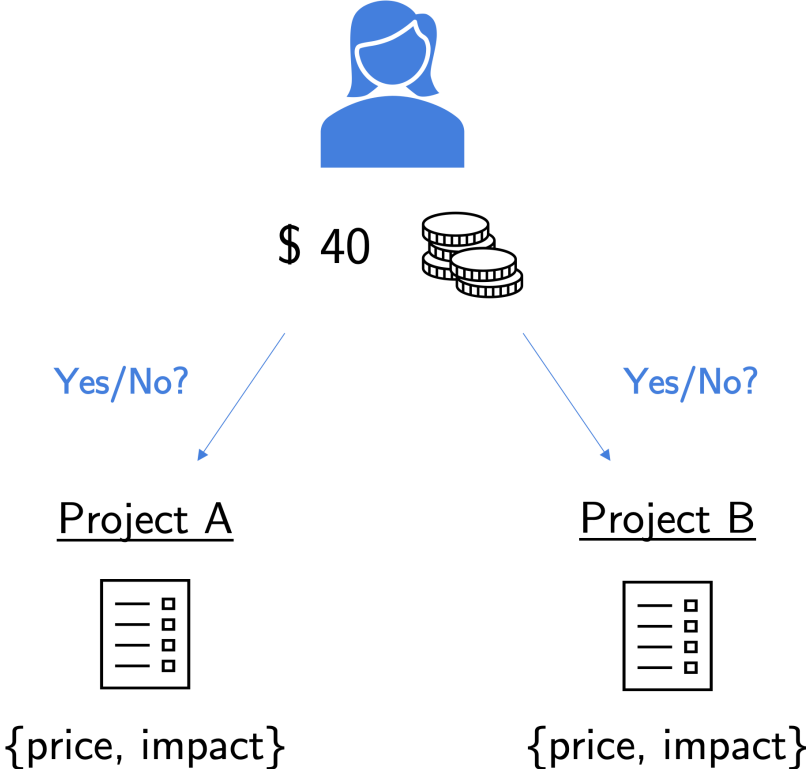 $ 40
Yes/No? Yes/No?
Project A Project B
{price, impact} {price, impact}